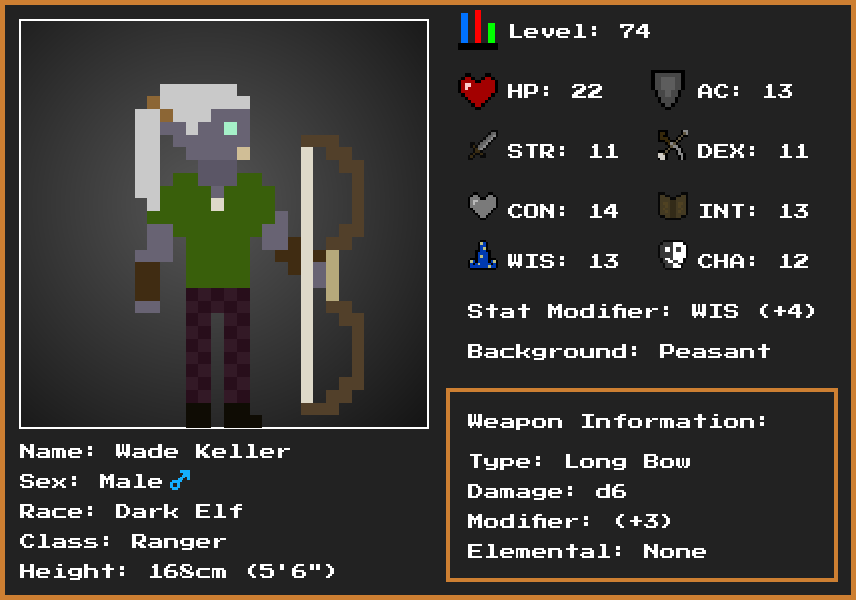 Level: 74
HP: 22
AC: 13
STR: 11
DEX: 11
CON: 14
INT: 13
WIS: 13
CHA: 12
Stat Modifier: WIS (+4)
Background: Peasant
Weapon Information:
Type: Long Bow
Damage: d6
Modifier: (+3)
Elemental: None
Name: Wade Keller
Sex: Male ♂
Race: Dark Elf
Class: Ranger
Height: 168cm (5'6")